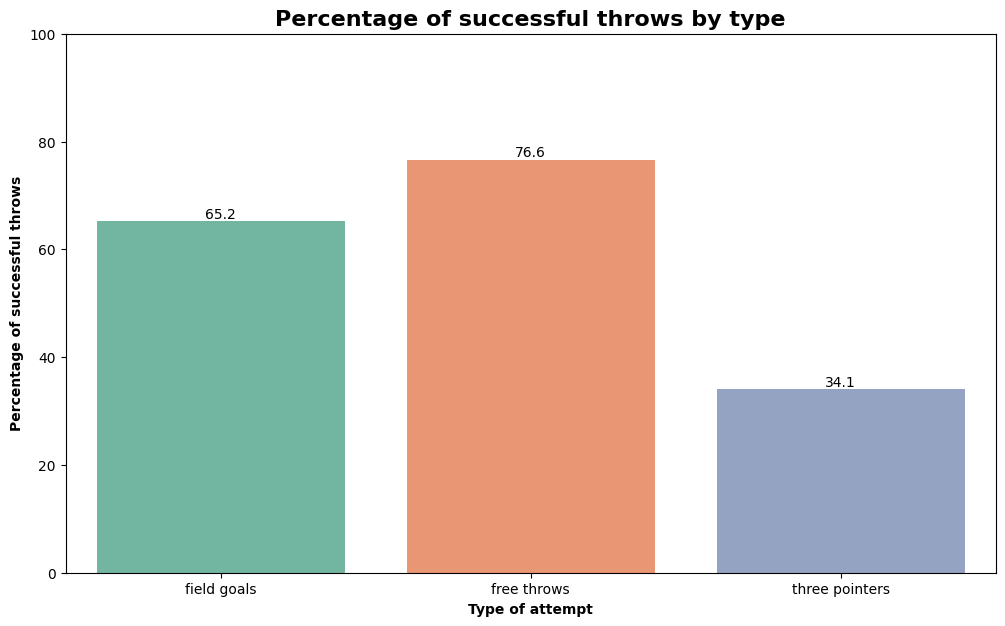 Percentage of successful throws by type
Percentage of successful throws
100
80
60
40
20
0
65.2
76.6
34.1
field goals
free throws
three pointers
Type of attempt